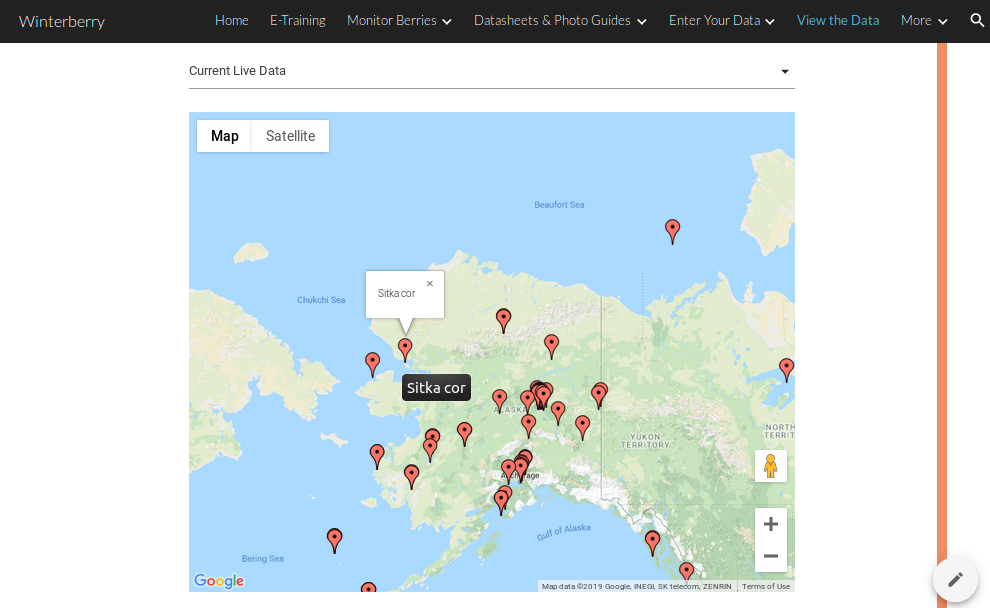 Winterberry Home E-Training Monitor Berries Datasheets & Photo Guides Enter Your Data View the Data More
Current Live Data
Map Satellite
Beaufort Sea
Chukchi Sea
Sitka cor
Sitka cor
ALASKA
YUKON
TERRITORY
NORTH
TERRIT
Anchorage
Gulf of Alaska
Bering Sea
Google
Map data ©2019 Google, INEGI, SK telecom, ZENRIN Terms of Use